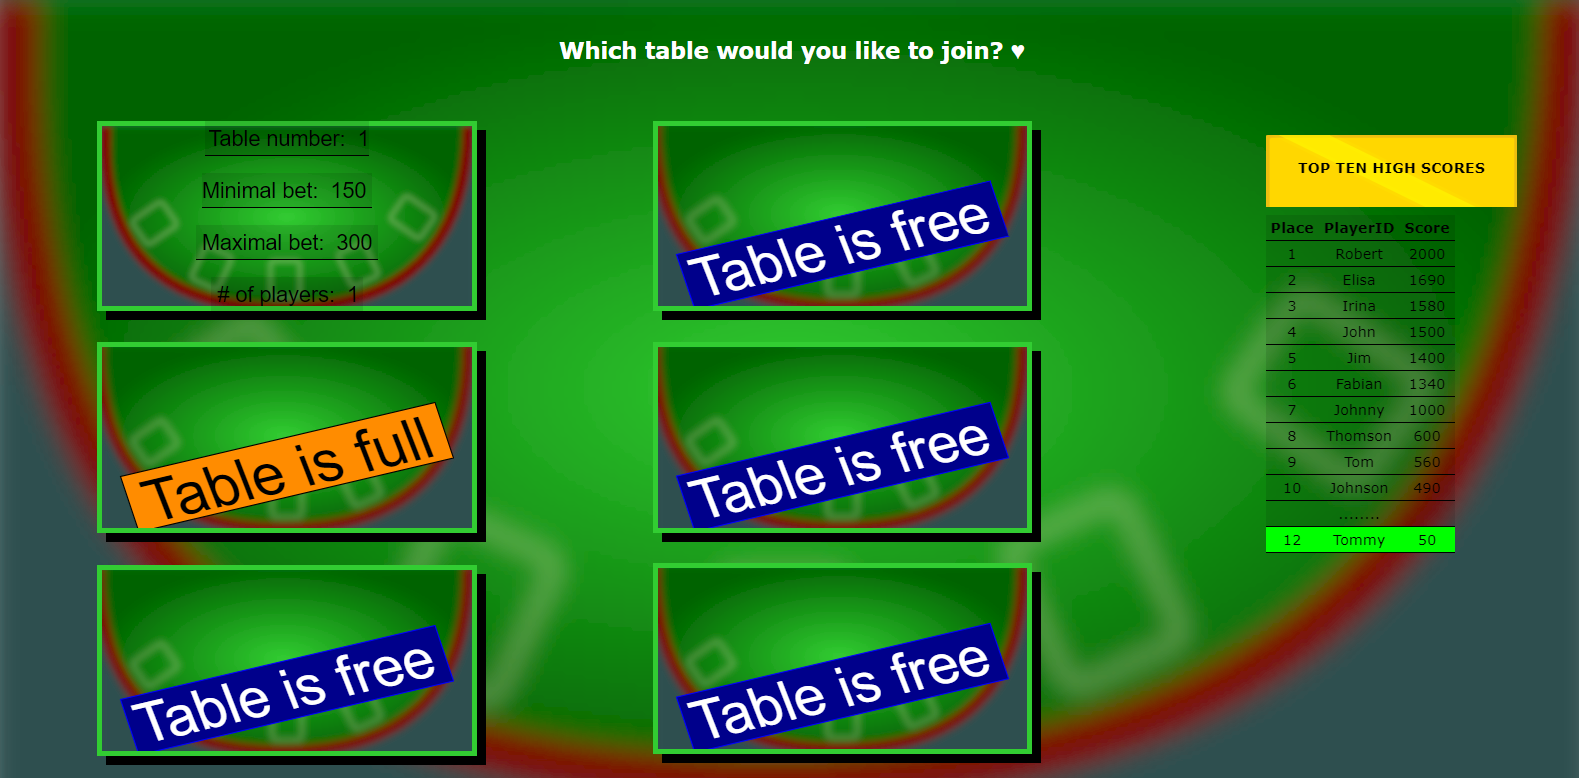 Which table would you like to join? ♥
Table number: 1
Minimal bet: 150
Maximal bet: 300
# of players: 1
Table is free
Table is full
Table is free
Table is free
Table is free
TOP TEN HIGH SCORES
Place PlayerID Score
1 Robert 2000
2 Elisa 1690
3 Irina 1580
4 John 1500
5 Jim 1400
6 Fabian 1340
7 Johnny 1000
8 Thomson 600
9 Tom 560
10 Johnson 490
........
12 Tommy 50